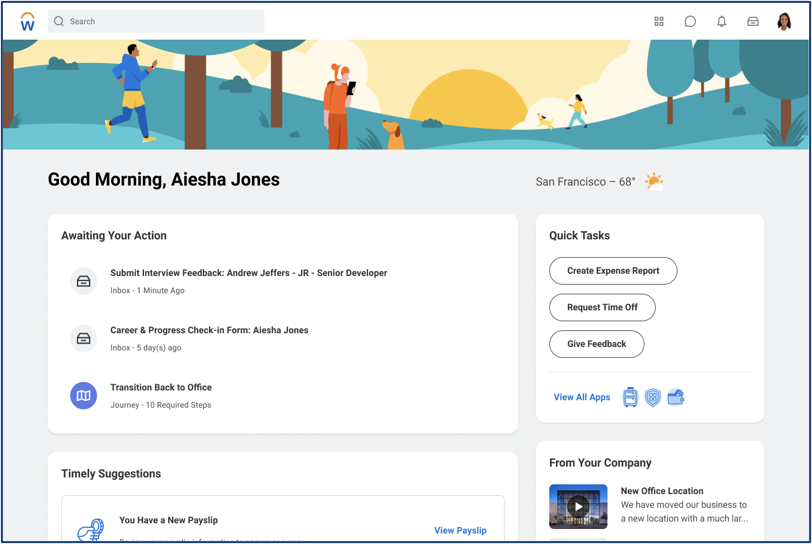 Search
Good Morning, Aiesha Jones
San Francisco – 68°
Awaiting Your Action
Submit Interview Feedback: Andrew Jeffers - JR - Senior Developer
Inbox - 1 Minute Ago
Career & Progress Check-in Form: Aiesha Jones
Inbox - 5 day(s) ago
Transition Back to Office
Journey - 10 Required Steps
Quick Tasks
Create Expense Report
Request Time Off
Give Feedback
View All Apps
Timely Suggestions
You Have a New Payslip
View Payslip
From Your Company
New Office Location
We have moved our business to
a new location with a much lar...